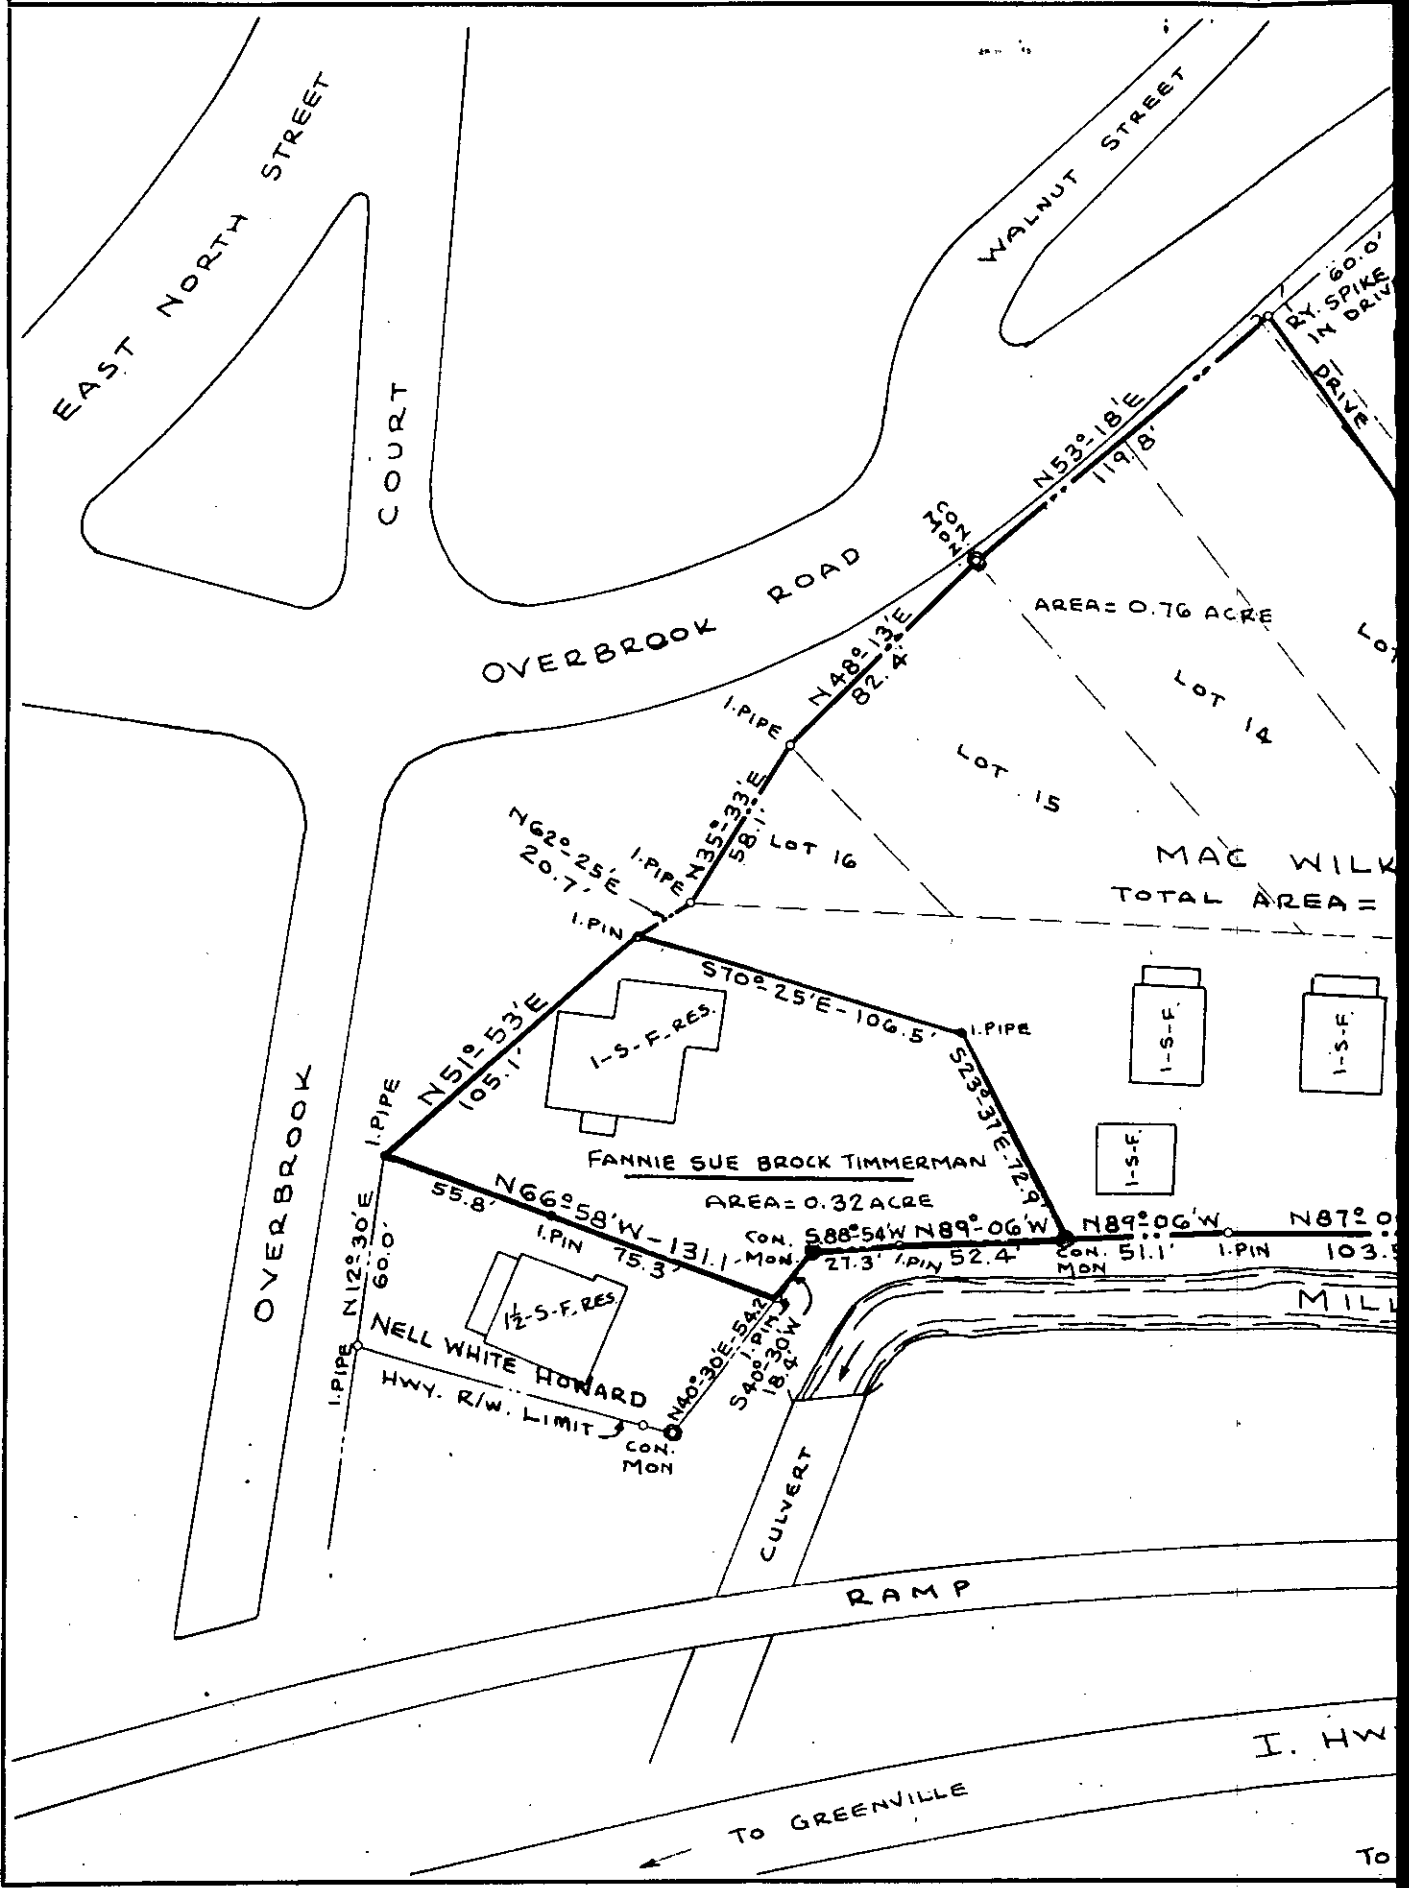 EAST NORTH STREET
COURT
WALNUT STREET
60.0'
RY. SPIKE
IN DRIV
DRIVE
N53°-18'E
119.8'
CON.
MON.
OVERBROOK ROAD
AREA= 0.76 ACRE
N48°-13'E
82.4'
I.PIPE
LOT
LOT 14
LOT 15
N35°-33'E
58.1'
LOT 16
N62°-25'E
20.7'
I.PIPE
I.PIN
MAC WILK
TOTAL AREA =
S70°-25'E-106.5'
I.PIPE
N51°-53'E
105.1'
1-S-F-RES.
1-S-F.
1-S-F.
1-S-F.
S23°-37'E-72.9'
I.PIPE
OVERBROOK
FANNIE SUE BROCK TIMMERMAN
AREA= 0.32 ACRE
N66°-58'W-131.1
55.8'
I.PIN
75.3'
CON.
MON.
S.88°-54'W
27.3'
I.PIN
N89°-06'W
52.4'
CON.
MON
N89°-06'W
51.1'
I.PIN
N87°-0
103.5
MILL
N12°-30'E
60.0'
I.PIPE
1½-S-F. RES.
NELL WHITE HOWARD
HWY. R/W. LIMIT
N40°-30'E-54.2
I.PIN
S40°-30'W
18.4'
CON.
MON
CULVERT
RAMP
I. HW
TO GREENVILLE
TO